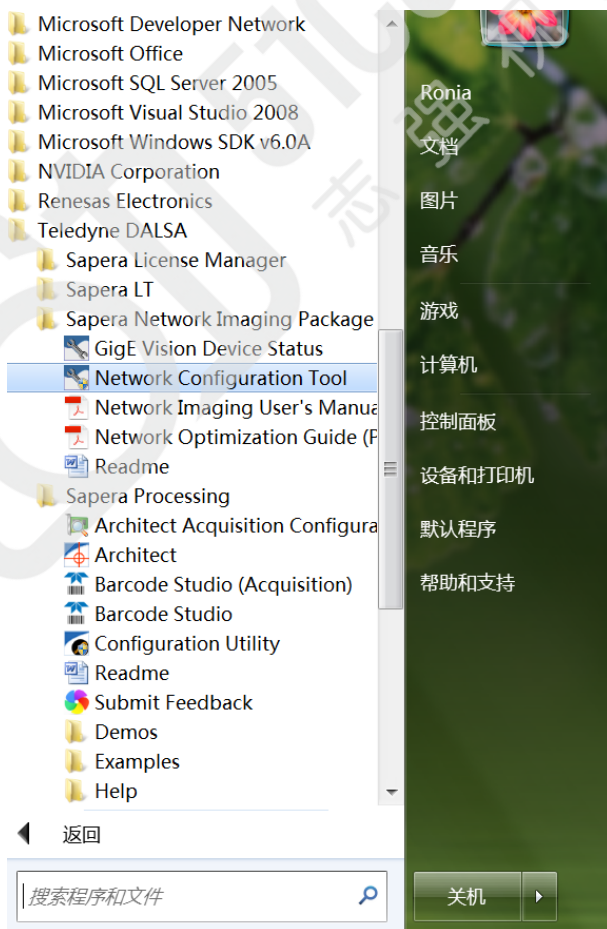 Microsoft Developer Network
Microsoft Office
Microsoft SQL Server 2005
Microsoft Visual Studio 2008
Microsoft Windows SDK v6.0A
NVIDIA Corporation
Renesas Electronics
Teledyne DALSA
Sapera License Manager
Sapera LT
Sapera Network Imaging Package
GigE Vision Device Status
Network Configuration Tool
Network Imaging User's Manua
Network Optimization Guide (P
Readme
Sapera Processing
Architect Acquisition Configura
Architect
Barcode Studio (Acquisition)
Barcode Studio
Configuration Utility
Readme
Submit Feedback
Demos
Examples
Help
返回
搜索程序和文件
Ronia
文档
图片
音乐
游戏
计算机
控制面板
设备和打印机
默认程序
帮助和支持
关机
志强视